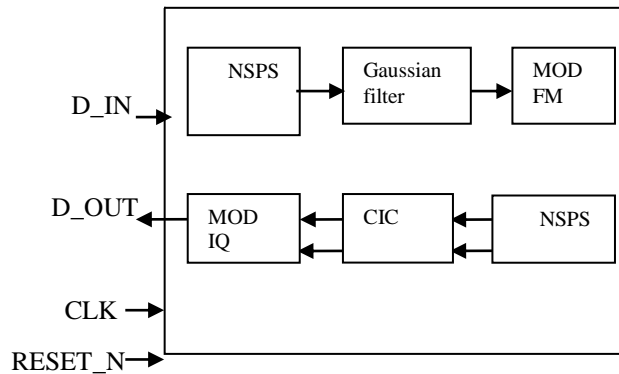 NSPS
Gaussian
filter
MOD
FM
D_IN
D_OUT
MOD
IQ
CIC
NSPS
CLK
RESET_N